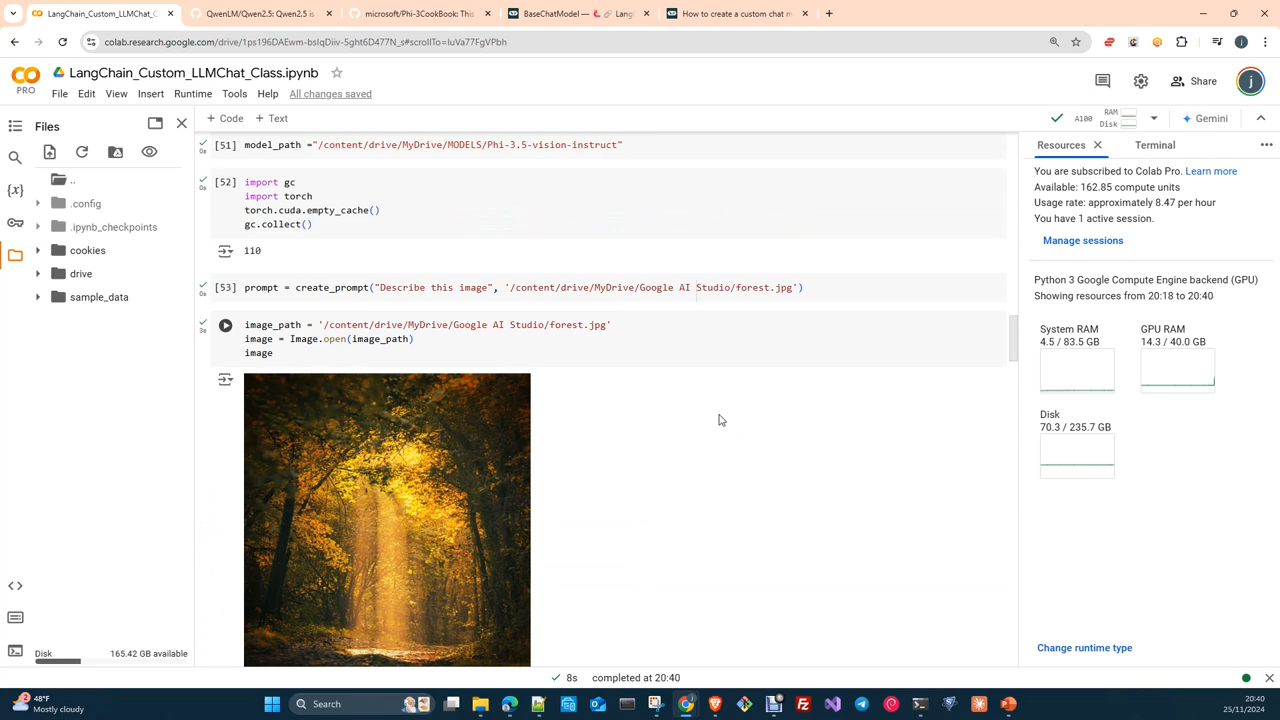 LangChain_Custom_LLMChat_C
QwenLM/Qwen2.5: Qwen2.5 is t
microsoft/Phi-3CookBook: This
BaseChatModel — 🦜🔗 Lang
How to create a custom chat m
colab.research.google.com/drive/1ps196DAEwm-bsIqDiiv-5ght6D477N_s#scrollTo=IuVa77FgVPbh
PRO
LangChain_Custom_LLMChat_Class.ipynb
Share
j
File Edit View Insert Runtime Tools Help All changes saved
Files
+ Code + Text
A100 RAM Disk
Gemini
..
.config
.ipynb_checkpoints
cookies
drive
sample_data
Disk 165.42 GB available
[51] model_path ="/content/drive/MyDrive/MODELS/Phi-3.5-vision-instruct"
0s
[52] import gc
0s
import torch
torch.cuda.empty_cache()
gc.collect()
110
[53] prompt = create_prompt("Describe this image", '/content/drive/MyDrive/Google AI Studio/forest.jpg')
0s
image_path = '/content/drive/MyDrive/Google AI Studio/forest.jpg'
3s
image = Image.open(image_path)
image
Resources Terminal
You are subscribed to Colab Pro. Learn more
Available: 162.85 compute units
Usage rate: approximately 8.47 per hour
You have 1 active session.
Manage sessions
Python 3 Google Compute Engine backend (GPU)
Showing resources from 20:18 to 20:40
System RAM GPU RAM
4.5 / 83.5 GB 14.3 / 40.0 GB
Disk
70.3 / 235.7 GB
Change runtime type
8s completed at 20:40
48°F
Mostly cloudy
Search
20:40
25/11/2024